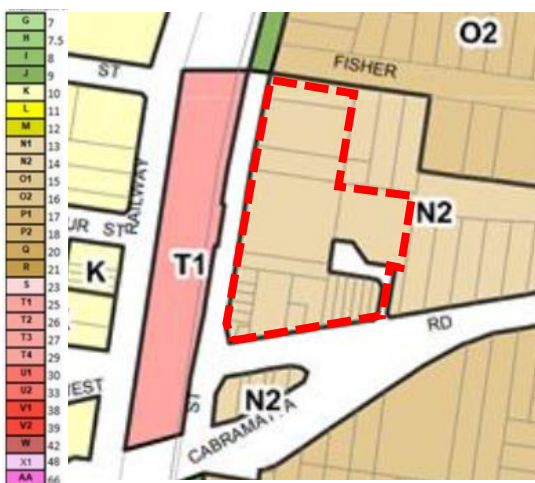 G 7
H 7.5
I 8
J 9
K 10
L 11
M 12
N1 13
N2 14
O1 15
O2 16
P1 17
P2 18
Q 20
R 21
S 23
T1 25
T2 26
T3 27
T4 29
U1 30
U2 33
V1 38
V2 39
W 42
X1 48
AA 66
O2
ST
FISHER
RAILWAY
UR ST
N2
K
T1
RD
EST
ST
N2
CABRAMATTA